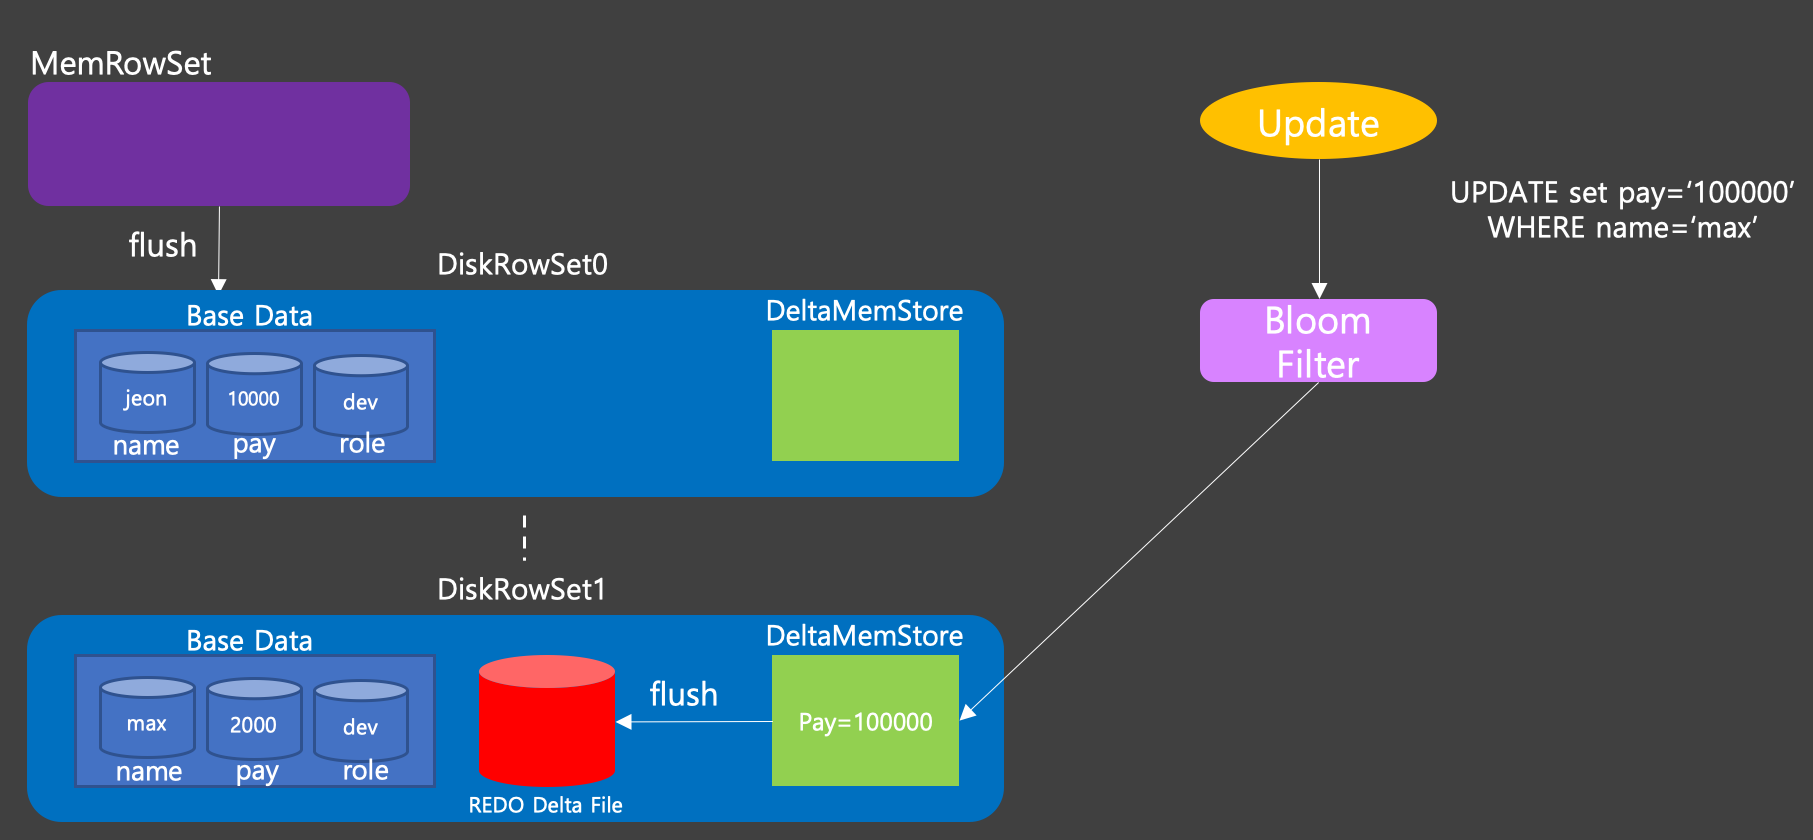 MemRowSet
flush
Update
UPDATE set pay=‘100000’
WHERE name=‘max’
Bloom
Filter
DiskRowSet0
Base Data
DeltaMemStore
jeon
10000
dev
name
pay
role
DiskRowSet1
Base Data
DeltaMemStore
max
2000
dev
name
pay
role
flush
Pay=100000
REDO Delta File